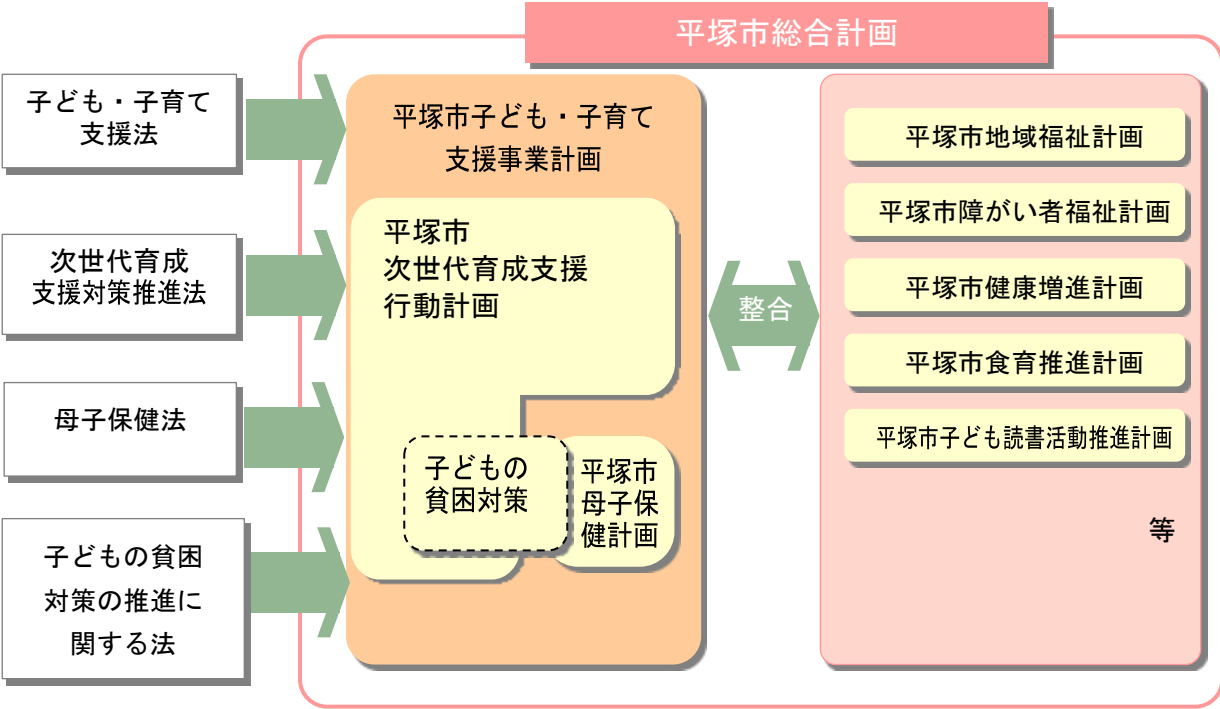 平塚市総合計画
子ども・子育て
支援法
次世代育成
支援対策推進法
母子保健法
子どもの貧困
対策の推進に
関する法
平塚市子ども・子育て
支援事業計画
平塚市
次世代育成支援
行動計画
子どもの
貧困対策
平塚市
母子保
健計画
整合
平塚市地域福祉計画
平塚市障がい者福祉計画
平塚市健康増進計画
平塚市食育推進計画
平塚市子ども読書活動推進計画
等